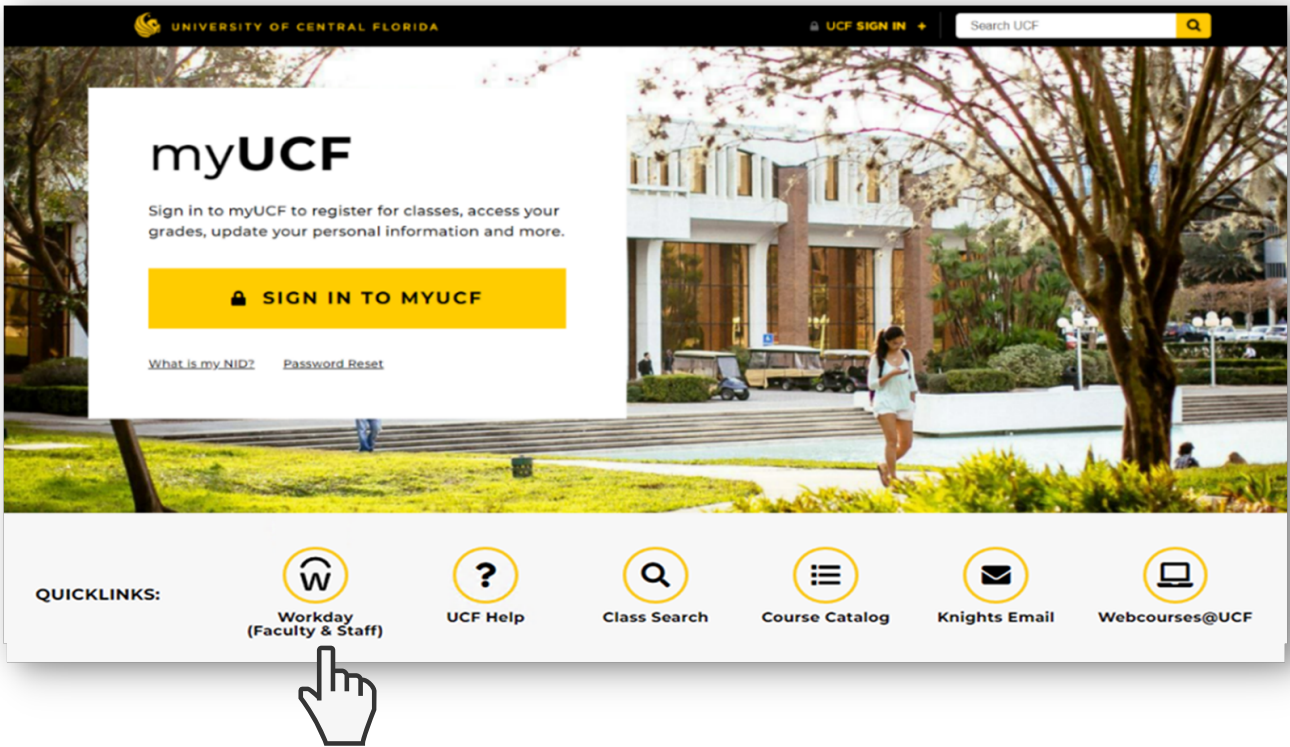 UNIVERSITY OF CENTRAL FLORIDA
UCF SIGN IN +
Search UCF
myUCF
Sign in to myUCF to register for classes, access your
grades, update your personal information and more.
SIGN IN TO MYUCF
What is my NID?
Password Reset
QUICKLINKS:
W
Workday
(Faculty & Staff)
?
UCF Help
Class Search
Course Catalog
Knights Email
Webcourses@UCF